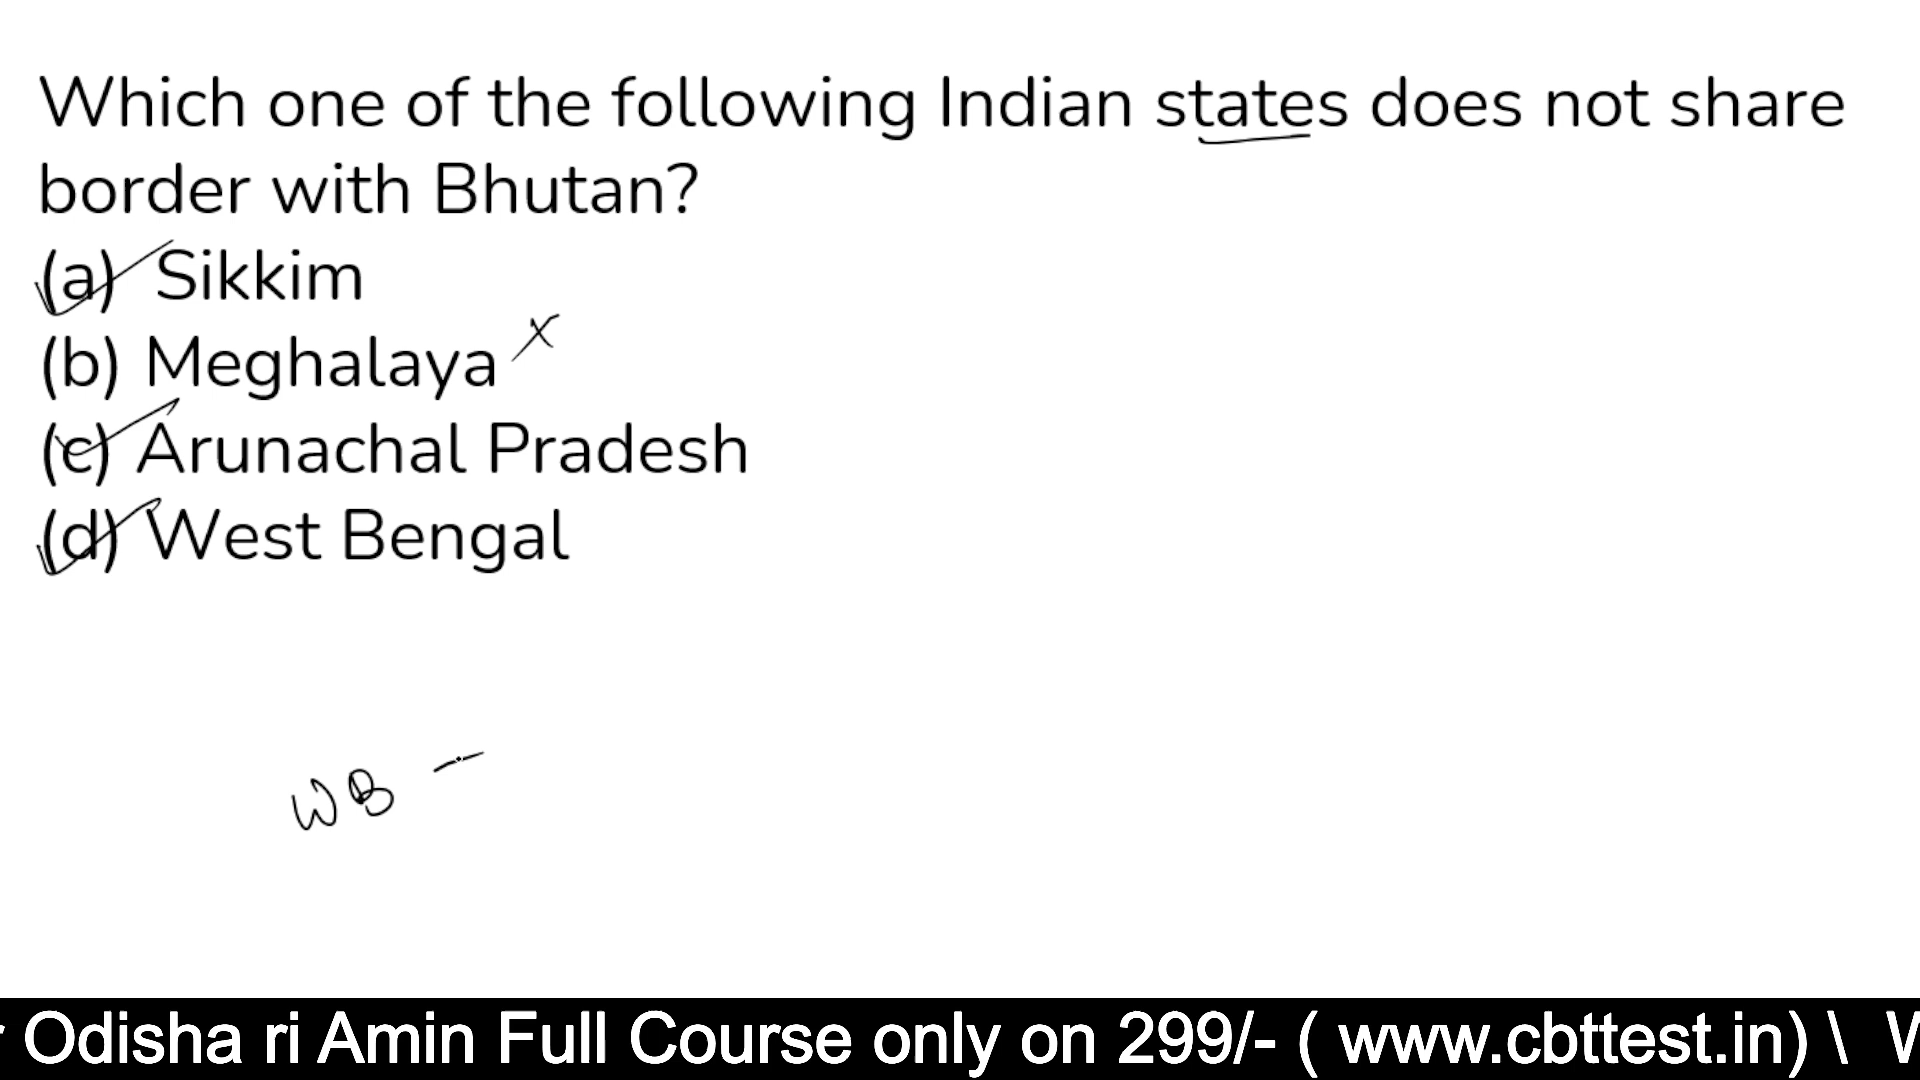 Which one of the following Indian states does not share
border with Bhutan?
(a) Sikkim
(b) Meghalaya
(c) Arunachal Pradesh
(d) West Bengal
WB –
Odisha ri Amin Full Course only on 299/- ( www.cbttest.in) \